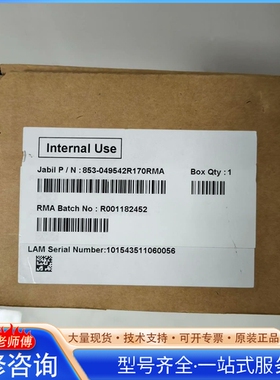 Internal Use
Jabil P / N : 853-049542R170RMA
Box Qty : 1
RMA Batch No : R001182452
LAM Serial Number:101543511060056
老师傅
大量现货·技术支持·开增票·原装正品
修咨询
型号齐全·一站式服务